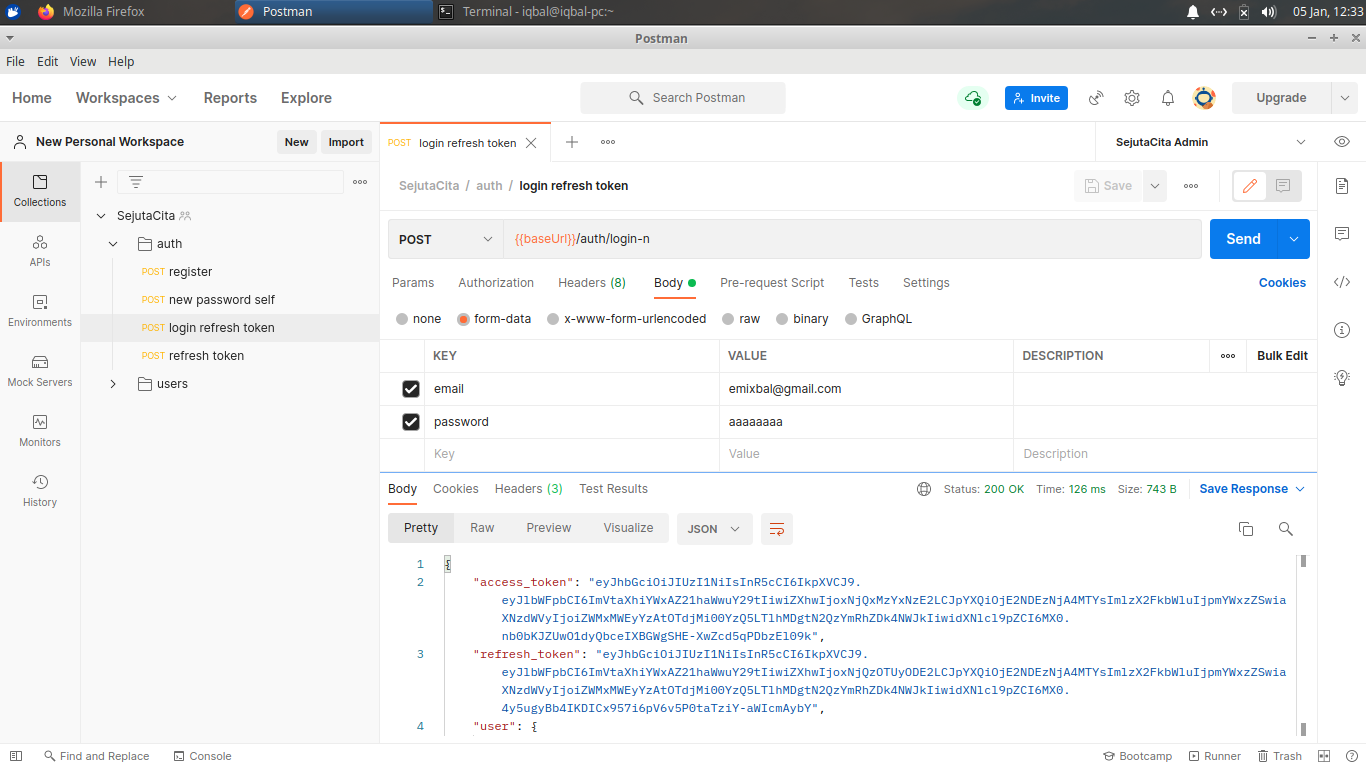 Mozilla Firefox
Postman
Terminal - iqbal@iqbal-pc:~
05 Jan, 12:33
Postman
File Edit View Help
Home Workspaces Reports Explore
Search Postman
Invite
Upgrade
New Personal Workspace
New Import
POST login refresh token
SejutaCita Admin
Collections
APIs
Environments
Mock Servers
Monitors
History
SejutaCita
auth
POST register
POST new password self
POST login refresh token
POST refresh token
users
SejutaCita / auth / login refresh token
Save
POST {{baseUrl}}/auth/login-n
Send
Params Authorization Headers (8) Body Pre-request Script Tests Settings Cookies
none form-data x-www-form-urlencoded raw binary GraphQL
KEY VALUE DESCRIPTION Bulk Edit
email emixbal@gmail.com
password aaaaaaaa
Key Value Description
Body Cookies Headers (3) Test Results
Status: 200 OK Time: 126 ms Size: 743 B Save Response
Pretty Raw Preview Visualize JSON
1 {
2 "access_token": "eyJhbGciOiJIUzI1NiIsInR5cCI6IkpXVCJ9.
eyJlbWFpbCI6ImVtaXhiYWxAZ21haWwuY29tIiwiZXhwIjoxNjQxMzYxNzE2LCJpYXQiOjE2NDEzNjA4MTYsImlzX2FkbWluIjpmYWxzZSwia
XNzdWVyIjoiZWMxMWEyYzAtOTdjMi00YzQ5LTlhMDgtN2QzYmRhZDk4NWJkIiwidXNlcl9pZCI6MX0.
nb0bKJZUwO1dyQbceIXBGWgSHE-XwZcd5qPDbzEl09k",
3 "refresh_token": "eyJhbGciOiJIUzI1NiIsInR5cCI6IkpXVCJ9.
eyJlbWFpbCI6ImVtaXhiYWxAZ21haWwuY29tIiwiZXhwIjoxNjQzOTUyODE2LCJpYXQiOjE2NDEzNjA4MTYsImlzX2FkbWluIjpmYWxzZSwia
XNzdWVyIjoiZWMxMWEyYzAtOTdjMi00YzQ5LTlhMDgtN2QzYmRhZDk4NWJkIiwidXNlcl9pZCI6MX0.
4y5ugyBb4IKDICx957i6pV6v5P0taTziY-aWIcmAybY",
4 "user": {
Find and Replace Console
Bootcamp Runner Trash